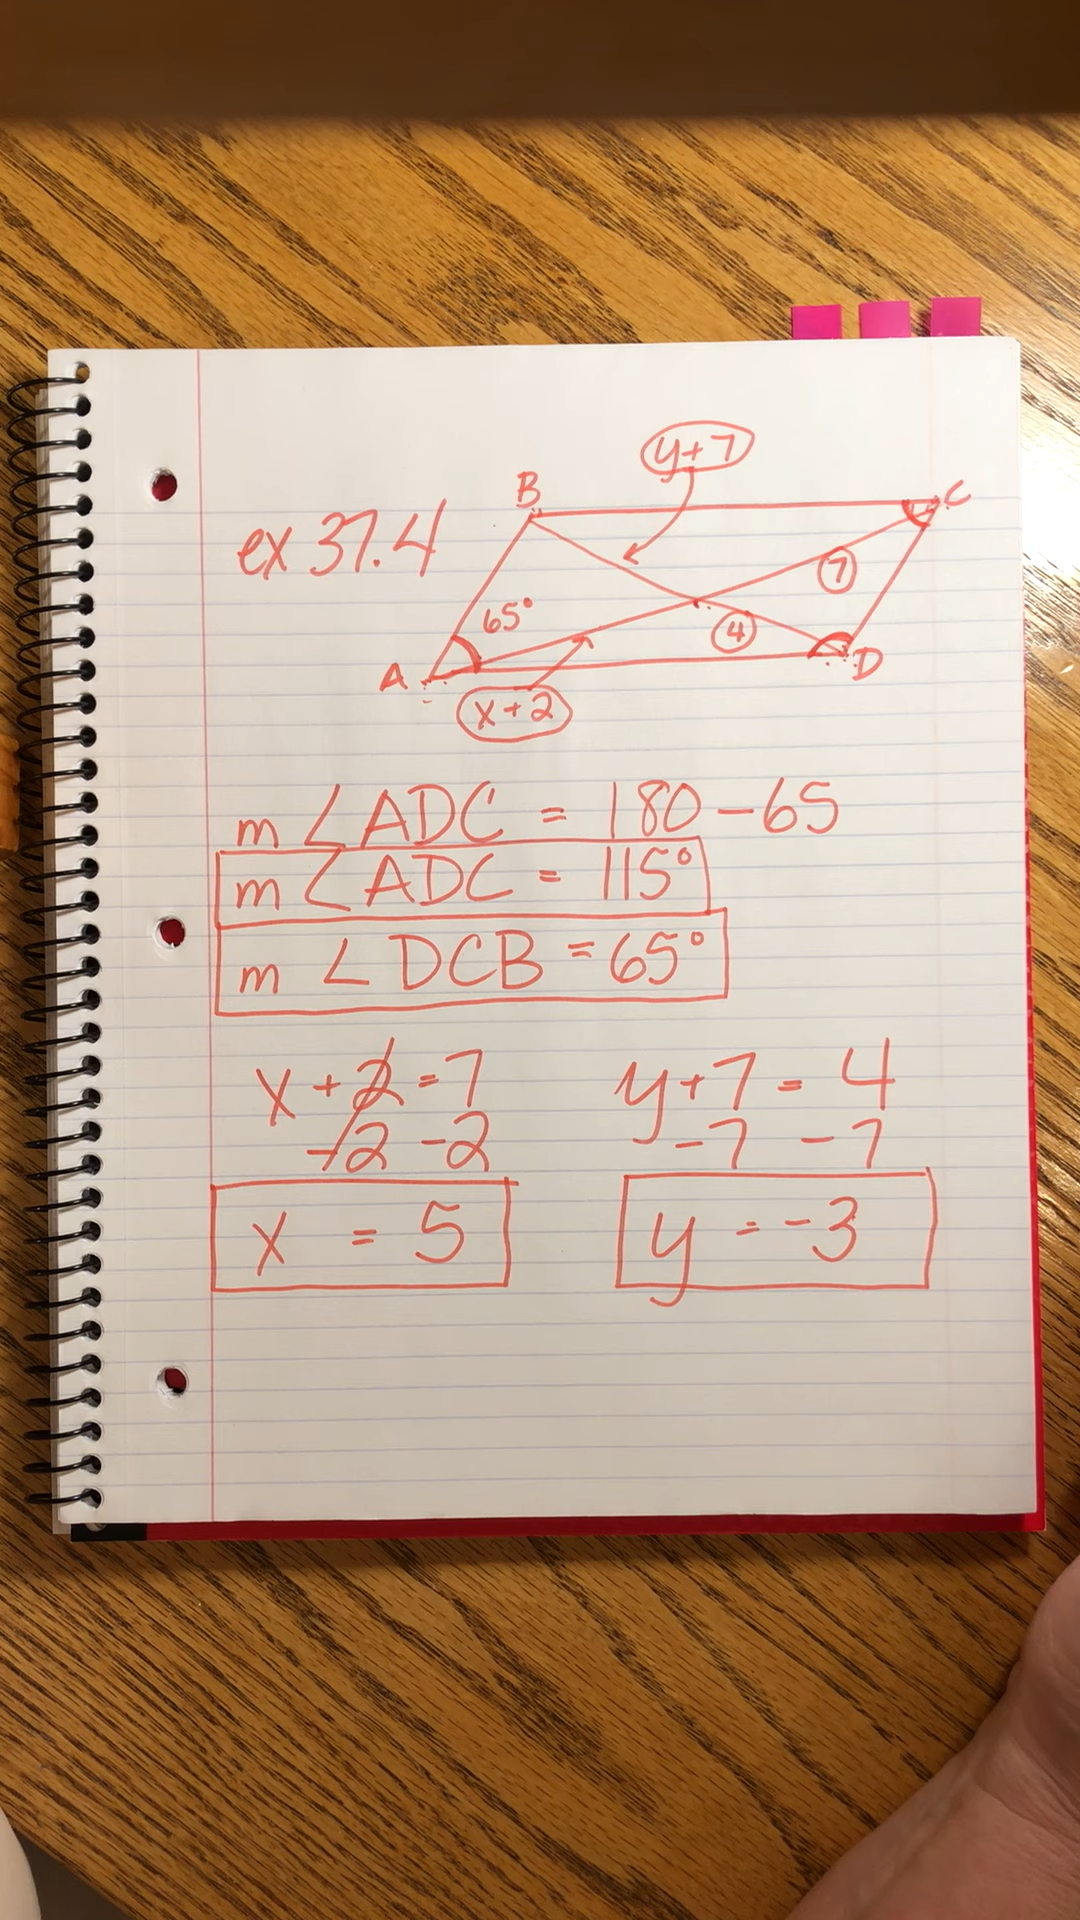 y+7
B
C
ex 37.4
7
65°
4
A
D
x+2
m ∠ADC = 180-65
m ∠ADC = 115°
m ∠DCB = 65°
x+2=7 y+7=4
-2 -2 -7 -7
x = 5 y = -3